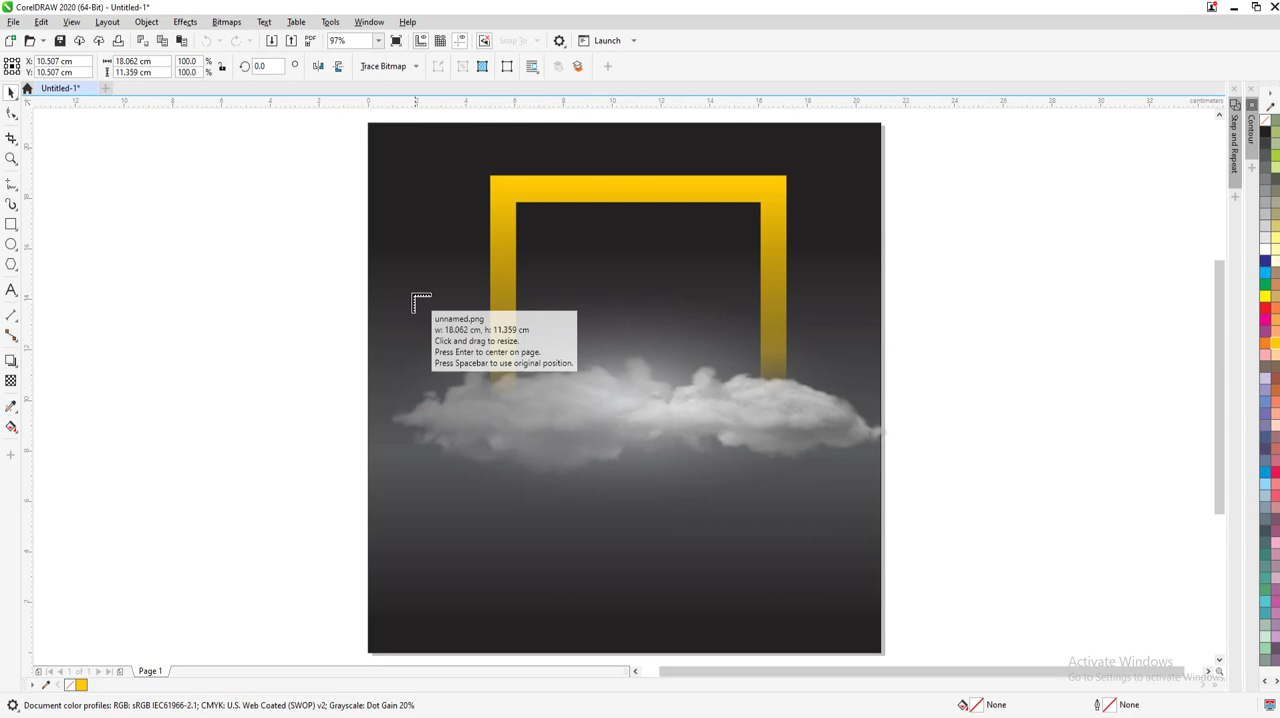 CorelDRAW 2020 (64-Bit) - Untitled-1*
File Edit View Layout Object Effects Bitmaps Text Table Tools Window Help
PDF 97% Snap To Launch
X: 10.507 cm 18.062 cm 100.0 %
Y: 10.507 cm 11.359 cm 100.0 %
0.0 ° Trace Bitmap
Untitled-1*
centimeters
Step and Repeat
Contour
unnamed.png
w: 18.062 cm, h: 11.359 cm
Click and drag to resize.
Press Enter to center on page.
Press Spacebar to use original position.
Activate Windows
Go to Settings to activate Windows.
1 of 1 Page 1
Document color profiles: RGB: sRGB IEC61966-2.1; CMYK: U.S. Web Coated (SWOP) v2; Grayscale: Dot Gain 20% None None